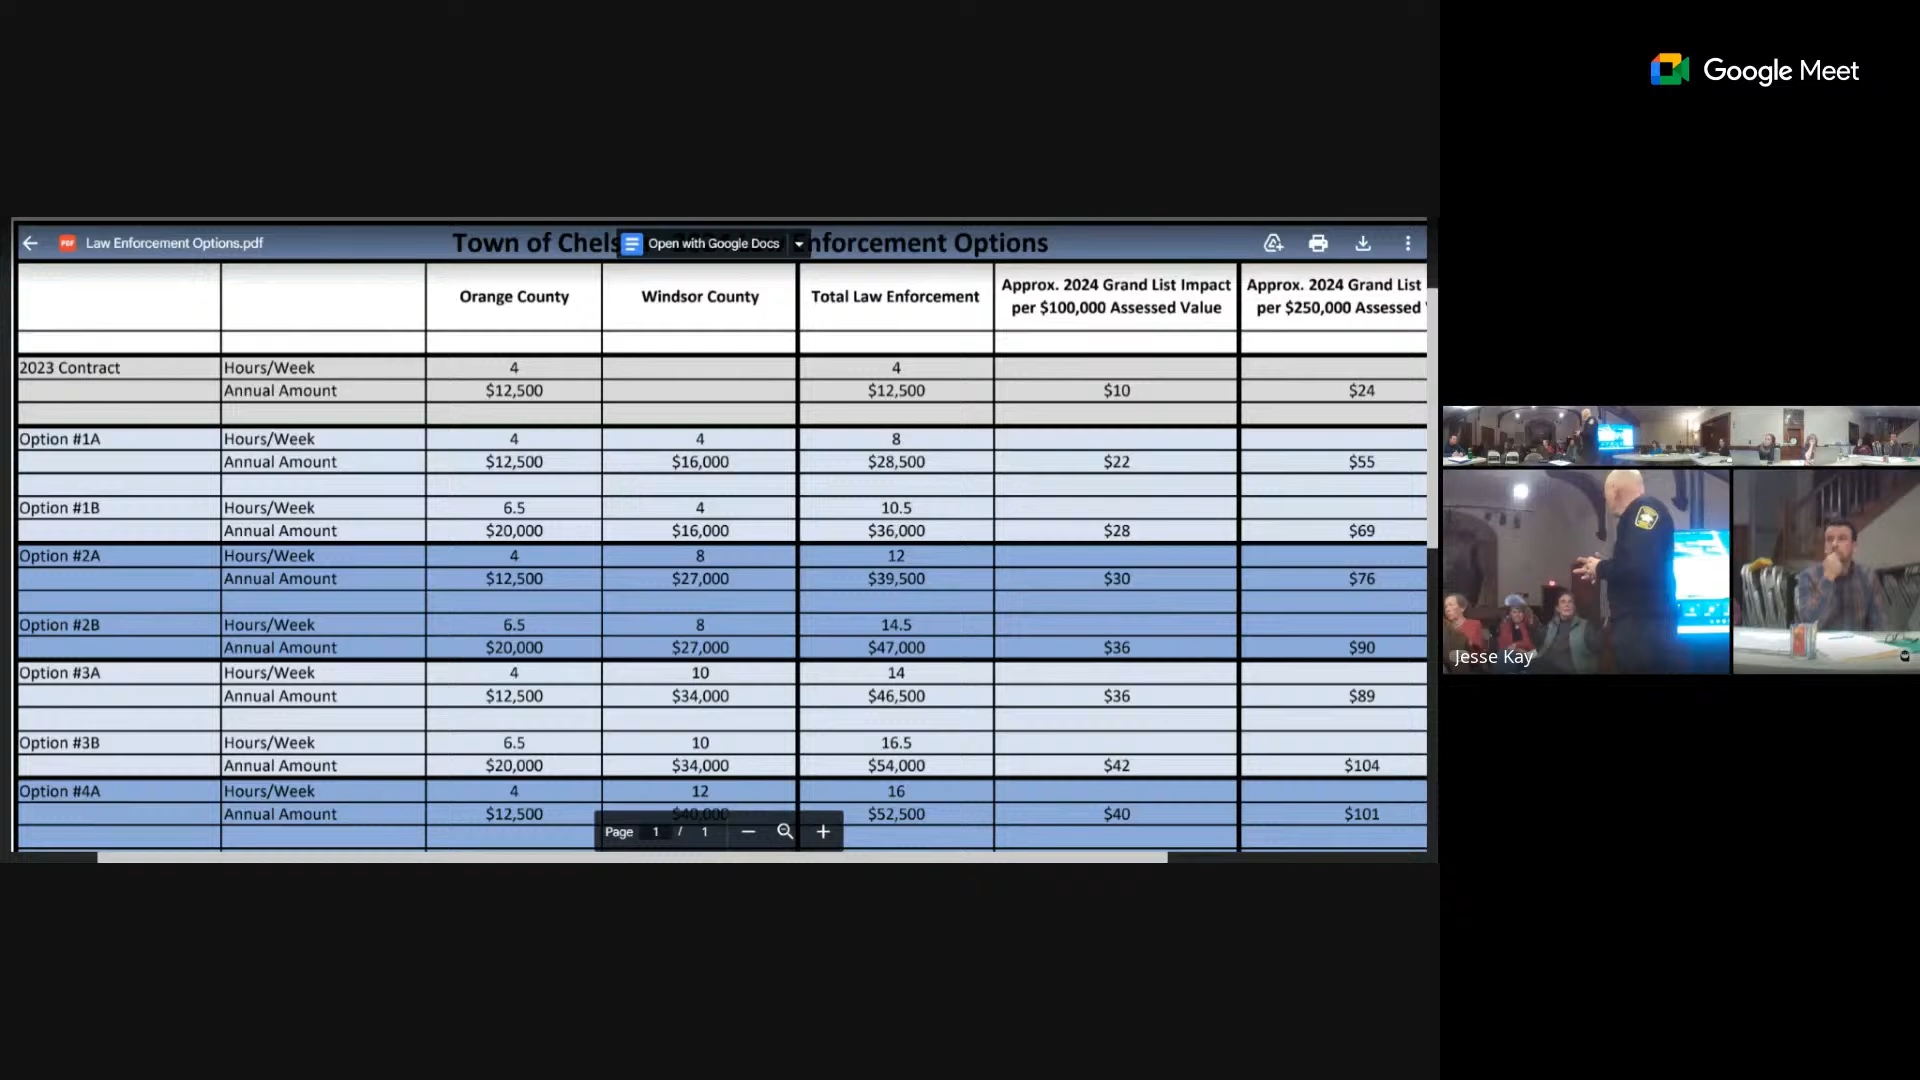 Google Meet
Law Enforcement Options.pdf
Town of Chels
Open with Google Docs
nforcement Options
Orange County Windsor County Total Law Enforcement Approx. 2024 Grand List Impact per $100,000 Assessed Value Approx. 2024 Grand List per $250,000 Assessed
2023 Contract Hours/Week 4 4
Annual Amount $12,500 $12,500 $10 $24
Option #1A Hours/Week 4 4 8
Annual Amount $12,500 $16,000 $28,500 $22 $55
Option #1B Hours/Week 6.5 4 10.5
Annual Amount $20,000 $16,000 $36,000 $28 $69
Option #2A Hours/Week 4 8 12
Annual Amount $12,500 $27,000 $39,500 $30 $76
Option #2B Hours/Week 6.5 8 14.5
Annual Amount $20,000 $27,000 $47,000 $36 $90
Option #3A Hours/Week 4 10 14
Annual Amount $12,500 $34,000 $46,500 $36 $89
Option #3B Hours/Week 6.5 10 16.5
Annual Amount $20,000 $34,000 $54,000 $42 $104
Option #4A Hours/Week 4 12 16
Annual Amount $12,500 $40,000 $52,500 $40 $101
Page 1 / 1
Jesse Kay